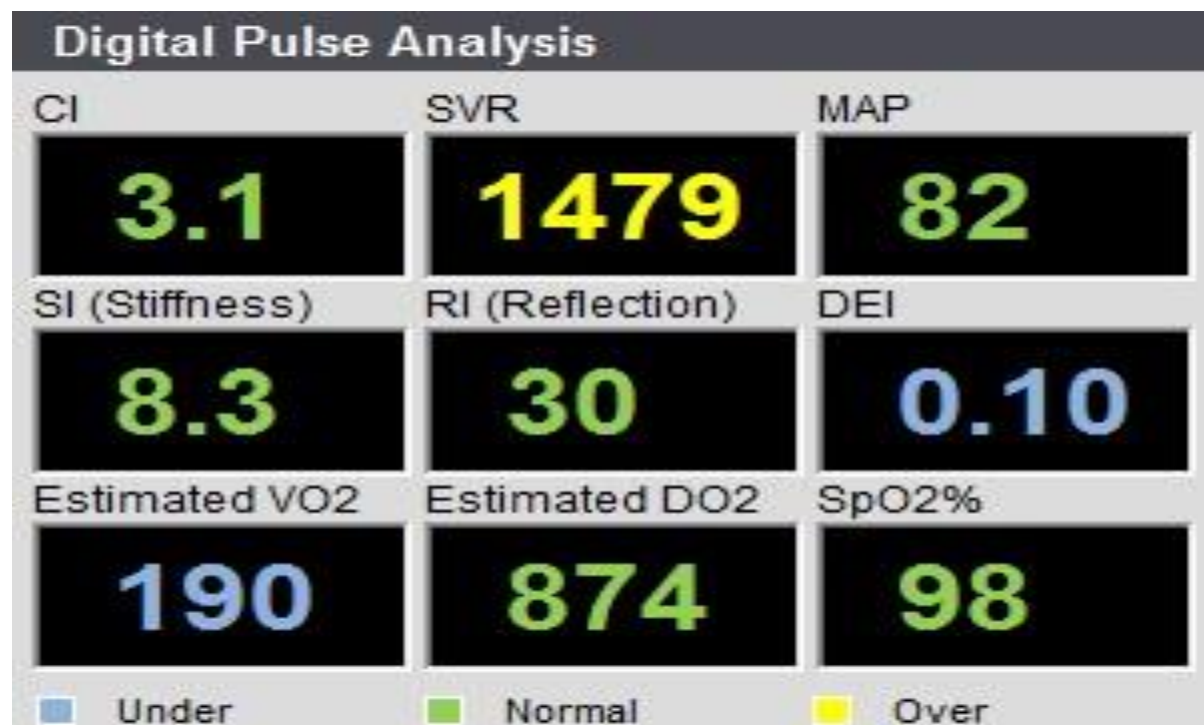 Digital Pulse Analysis
CI SVR MAP
3.1 1479 82
SI (Stiffness) RI (Reflection) DEI
8.3 30 0.10
Estimated VO2 Estimated DO2 SpO2%
190 874 98
Under Normal Over